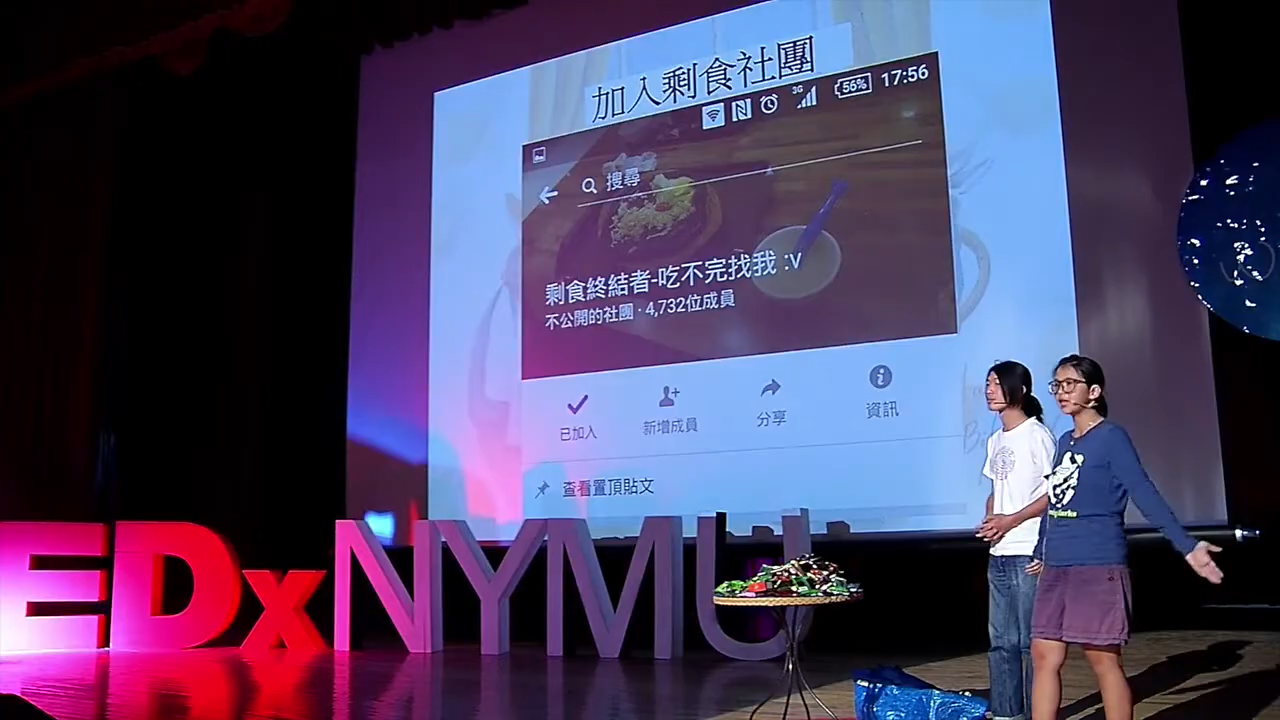 加入剩食社團
3G 56% 17:56
搜尋
剩食終結者-吃不完找我 :v
不公開的社團 · 4,732位成員
已加入 新增成員 分享 資訊
查看置頂貼文
EDxNYMU